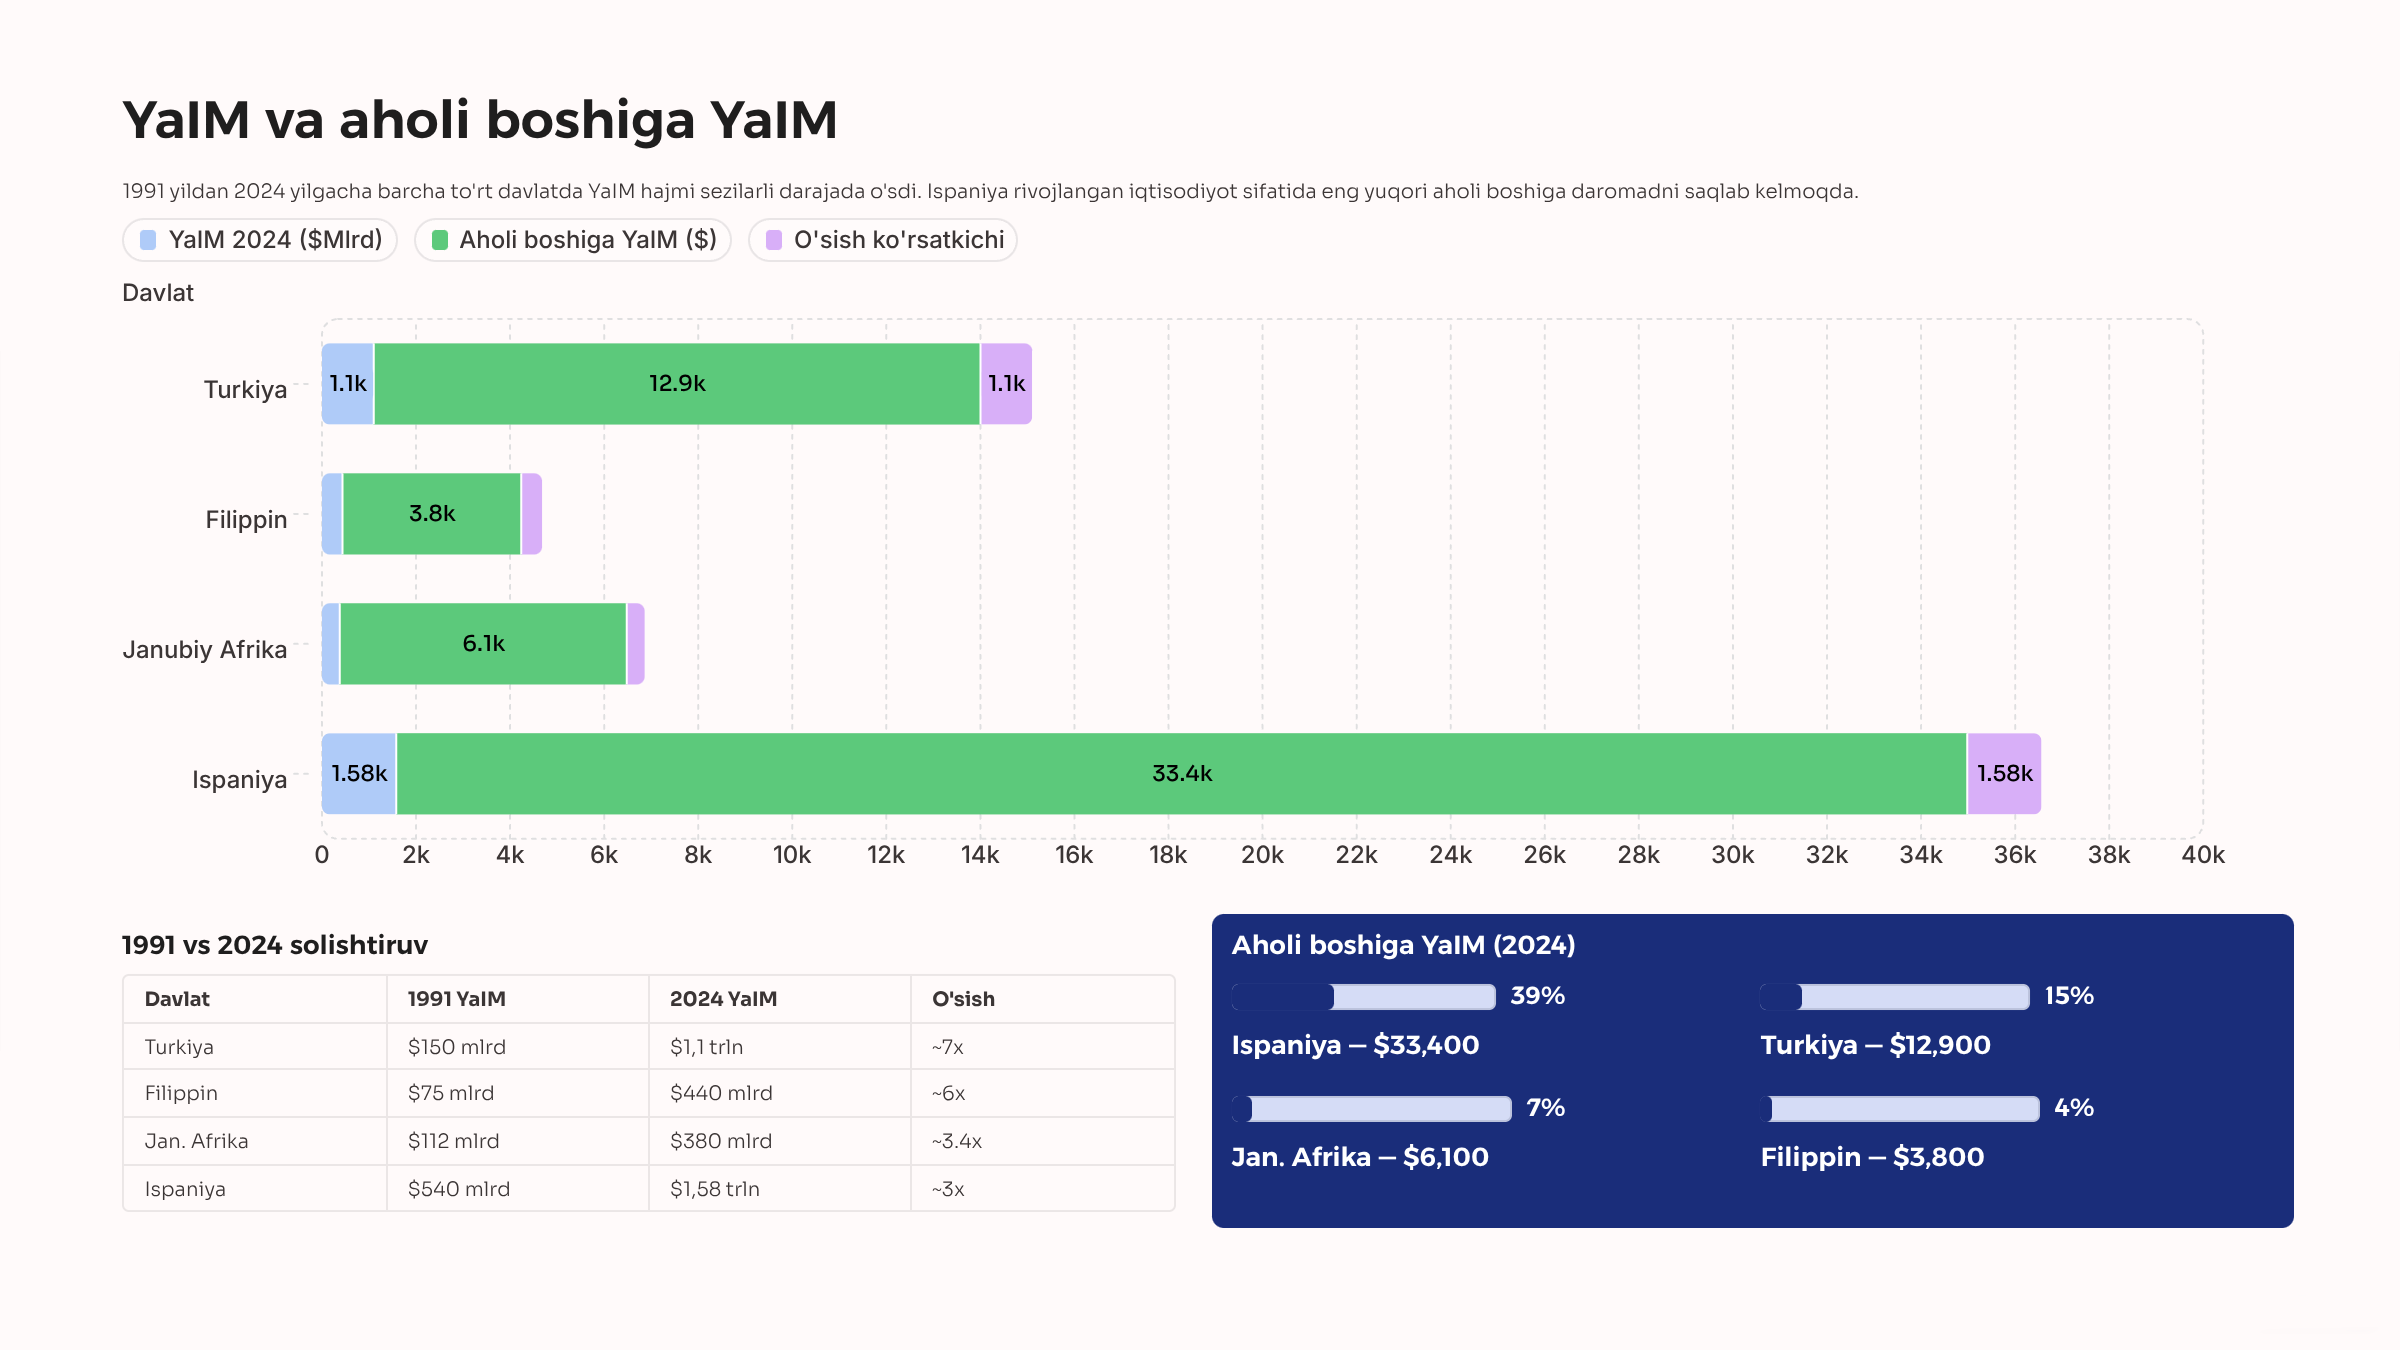 YaIM va aholi boshiga YaIM
1991 yildan 2024 yilgacha barcha to'rt davlatda YaIM hajmi sezilarli darajada o'sdi. Ispaniya rivojlangan iqtisodiyot sifatida eng yuqori aholi boshiga daromadni saqlab kelmoqda.
YaIM 2024 ($Mlrd) Aholi boshiga YaIM ($) O'sish ko'rsatkichi
Davlat
Turkiya 1.1k 12.9k 1.1k
Filippin 3.8k
Janubiy Afrika 6.1k
Ispaniya 1.58k 33.4k 1.58k
0 2k 4k 6k 8k 10k 12k 14k 16k 18k 20k 22k 24k 26k 28k 30k 32k 34k 36k 38k 40k
1991 vs 2024 solishtiruv
Davlat 1991 YaIM 2024 YaIM O'sish
Turkiya $150 mlrd $1,1 trln ~7x
Filippin $75 mlrd $440 mlrd ~6x
Jan. Afrika $112 mlrd $380 mlrd ~3.4x
Ispaniya $540 mlrd $1,58 trln ~3x
Aholi boshiga YaIM (2024)
39% 15%
Ispaniya — $33,400 Turkiya — $12,900
7% 4%
Jan. Afrika — $6,100 Filippin — $3,800